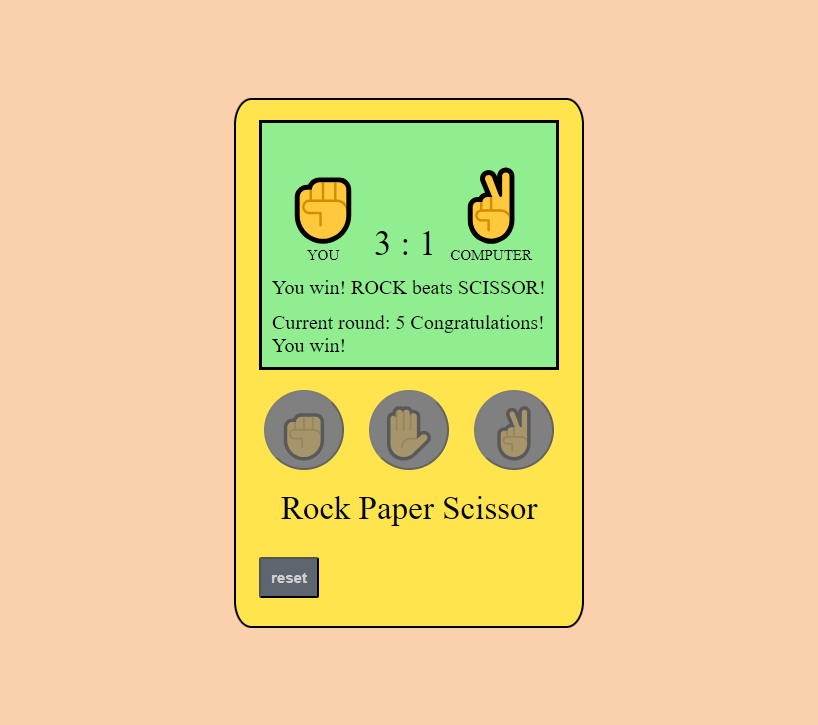 3 : 1
YOU
COMPUTER
You win! ROCK beats SCISSOR!
Current round: 5 Congratulations!
You win!
Rock Paper Scissor
reset